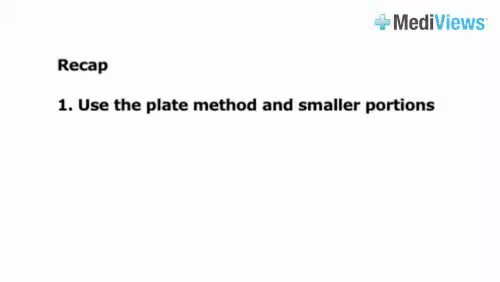 MediViews
Recap
1. Use the plate method and smaller portions